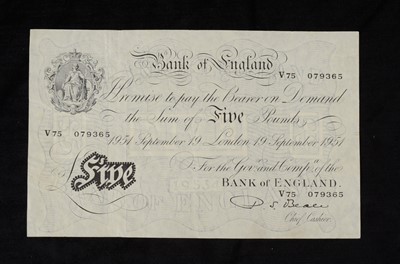 Bank of England
V75 079365
I Promise to pay the Bearer on Demand
the Sum of Five Pounds
V75 079365
1951 September 19 London 19 September 1951
For the Govr. and Compa. of the
BANK OF ENGLAND.
Five
V75 079365
P S Beale
Chief Cashier.